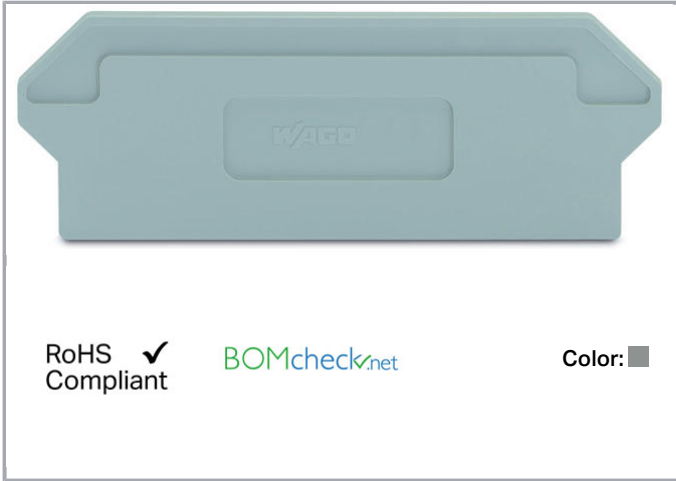 WAGO
RoHS ✓
Compliant
BOMcheck.net
Color: